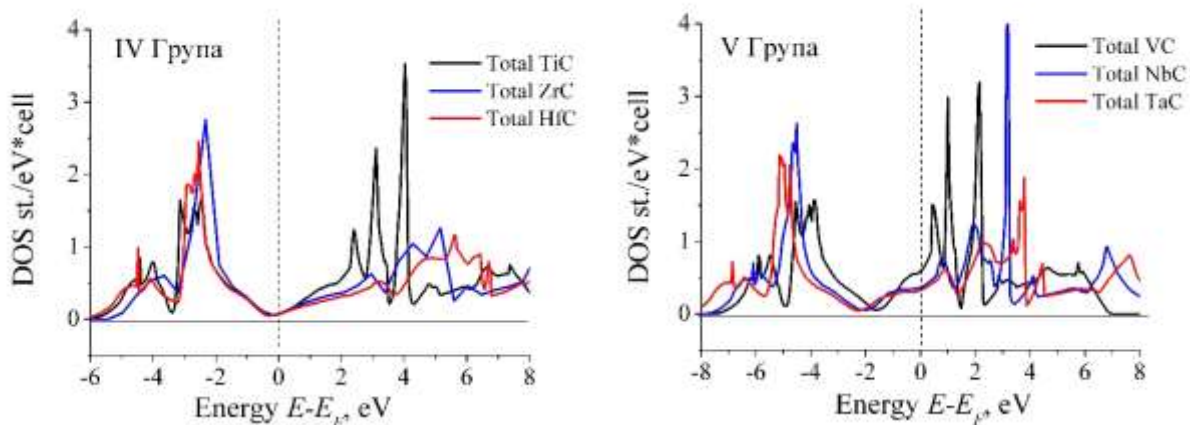 IV Група
Total TiC
Total ZrC
Total HfC
DOS st./eV*cell
4
3
2
1
0
-6 -4 -2 0 2 4 6 8
Energy E-E_F, eV
V Група
Total VC
Total NbC
Total TaC
DOS st./eV*cell
4
3
2
1
0
-8 -6 -4 -2 0 2 4 6 8
Energy E-E_F, eV